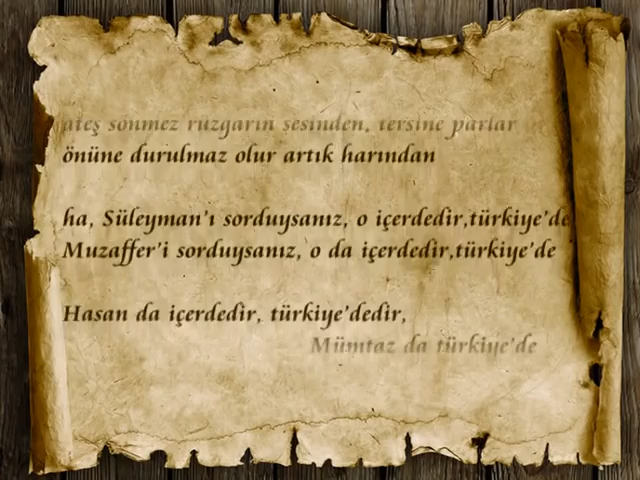 ateş sönmez rüzgarın sesinden, tersine parlar
önüne durulmaz olur artık harından
ha, Süleyman'ı sorduysanız, o içerdedir,türkiye'de
Muzaffer'i sorduysanız, o da içerdedir,türkiye'de
Hasan da içerdedir, türkiye'dedir,
Mümtaz da türkiye'de